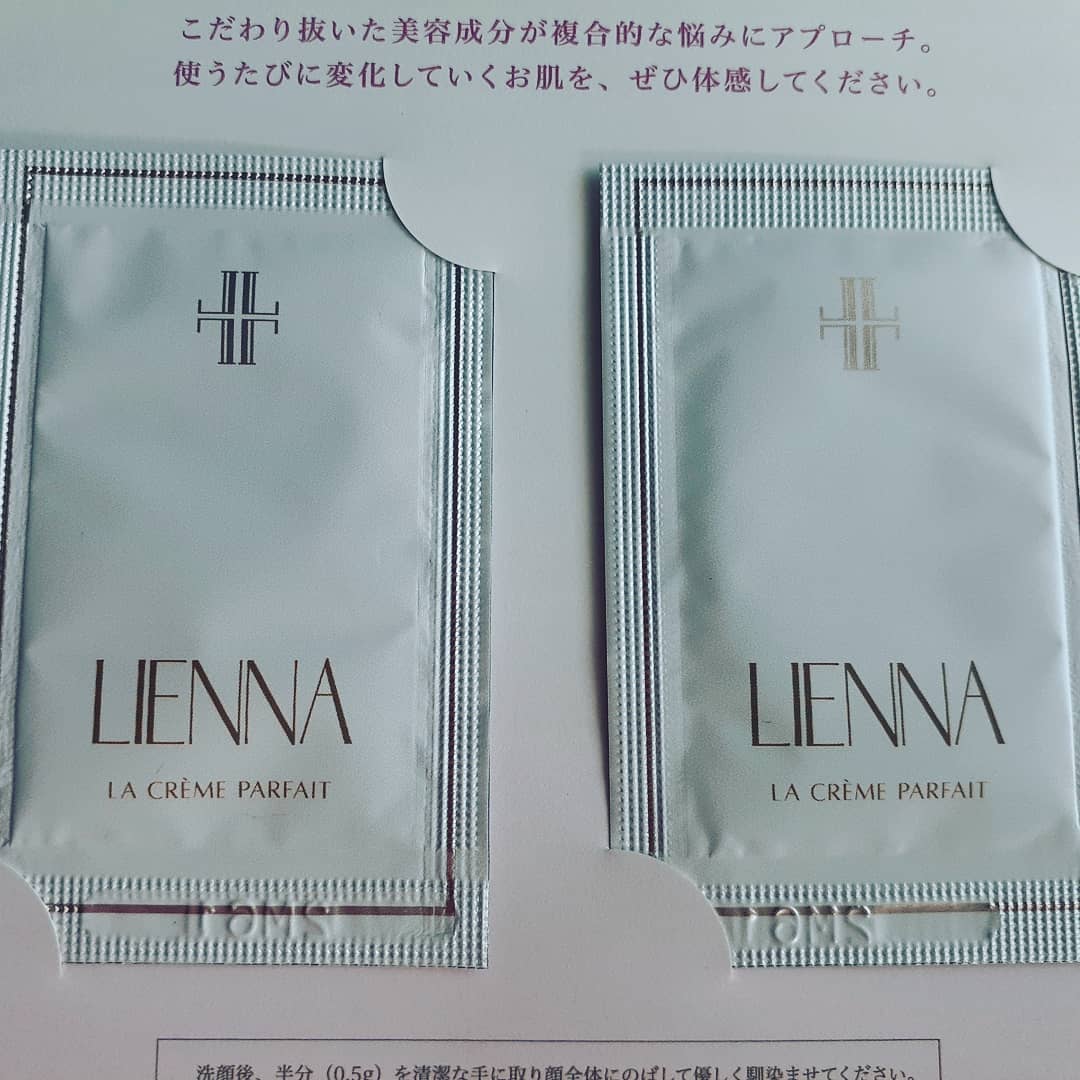 こだわり抜いた美容成分が複合的な悩みにアプローチ。
使うたびに変化していくお肌を、ぜひ体感してください。
LIENNA
LA CRÈME PARFAIT
LIENNA
LA CRÈME PARFAIT
洗顔後、半分（0.5g）を清潔な手に取り顔全体にのばして優しく馴染ませてください。